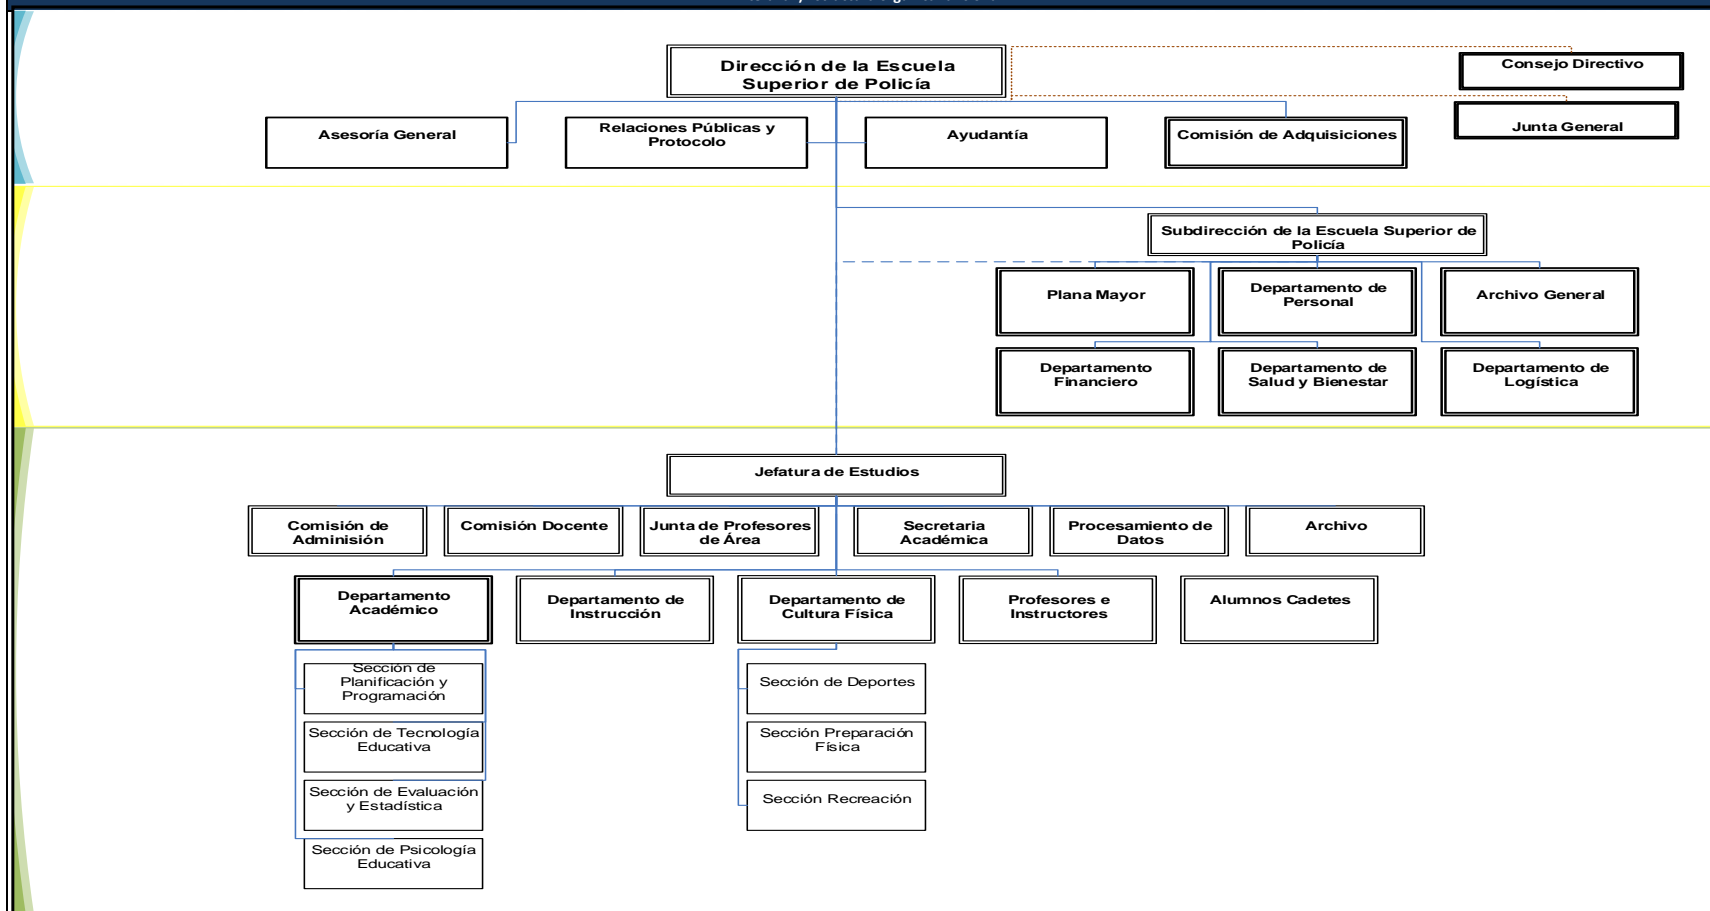 Dirección de la Escuela
Superior de Policía
Consejo Directivo
Junta General
Asesoría General
Relaciones Públicas y
Protocolo
Ayudantía
Comisión de Adquisiciones
Subdirección de la Escuela Superior de
Policía
Plana Mayor
Departamento de
Personal
Archivo General
Departamento
Financiero
Departamento de
Salud y Bienestar
Departamento de
Logística
Jefatura de Estudios
Comisión de
Adminisión
Comisión Docente
Junta de Profesores
de Área
Secretaria
Académica
Procesamiento de
Datos
Archivo
Departamento
Académico
Departamento de
Instrucción
Departamento de
Cultura Física
Profesores e
Instructores
Alumnos Cadetes
Sección de
Planificación y
Programación
Sección de Tecnología
Educativa
Sección de Evaluación
y Estadística
Sección de Psicología
Educativa
Sección de Deportes
Sección Preparación
Física
Sección Recreación